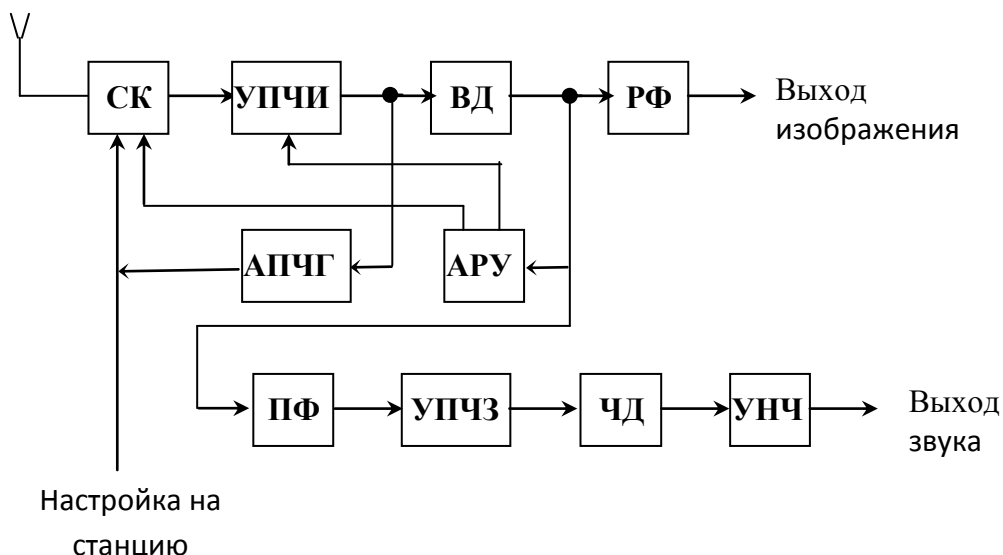 СК
УПЧИ
ВД
РФ
Выход
изображения
АПЧГ
АРУ
ПФ
УПЧЗ
ЧД
УНЧ
Выход
звука
Настройка на
станцию